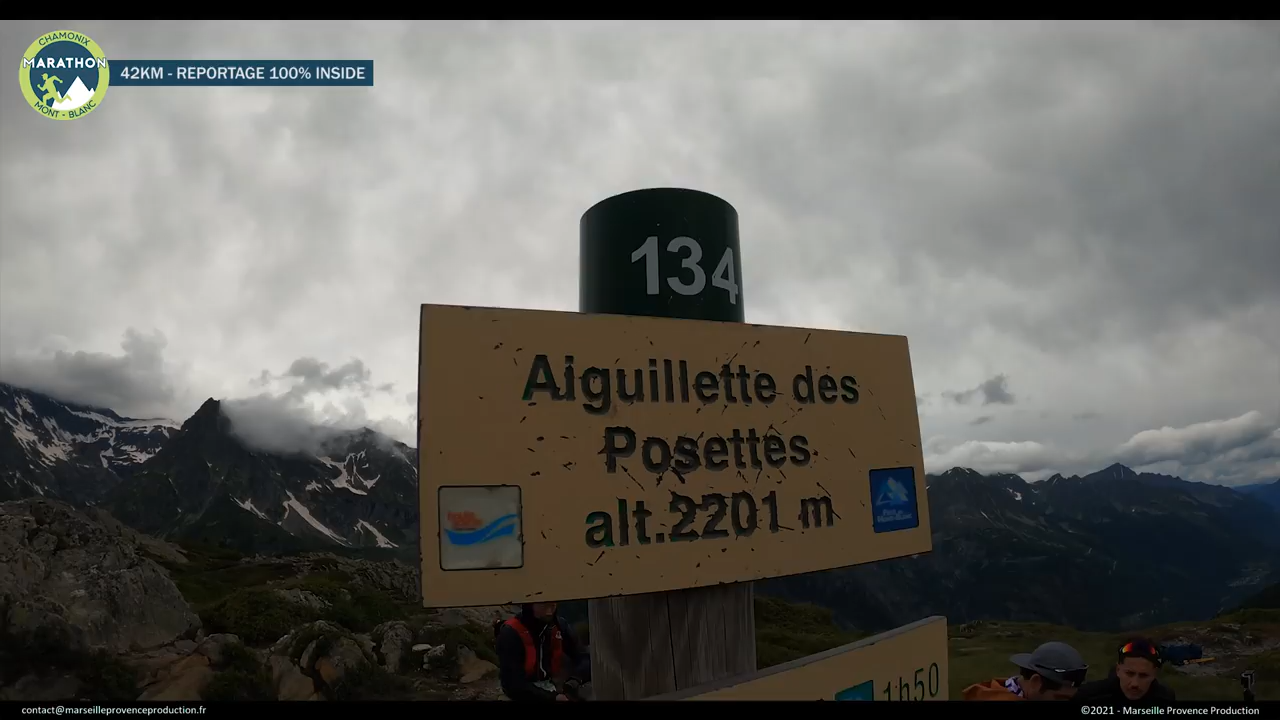 CHAMONIX
MARATHON
MONT - BLANC
42KM - REPORTAGE 100% INSIDE
134
Aiguillette des
Posettes
alt.2201 m
1h50
contact@marseilleprovenceproduction.fr
©2021 - Marseille Provence Production